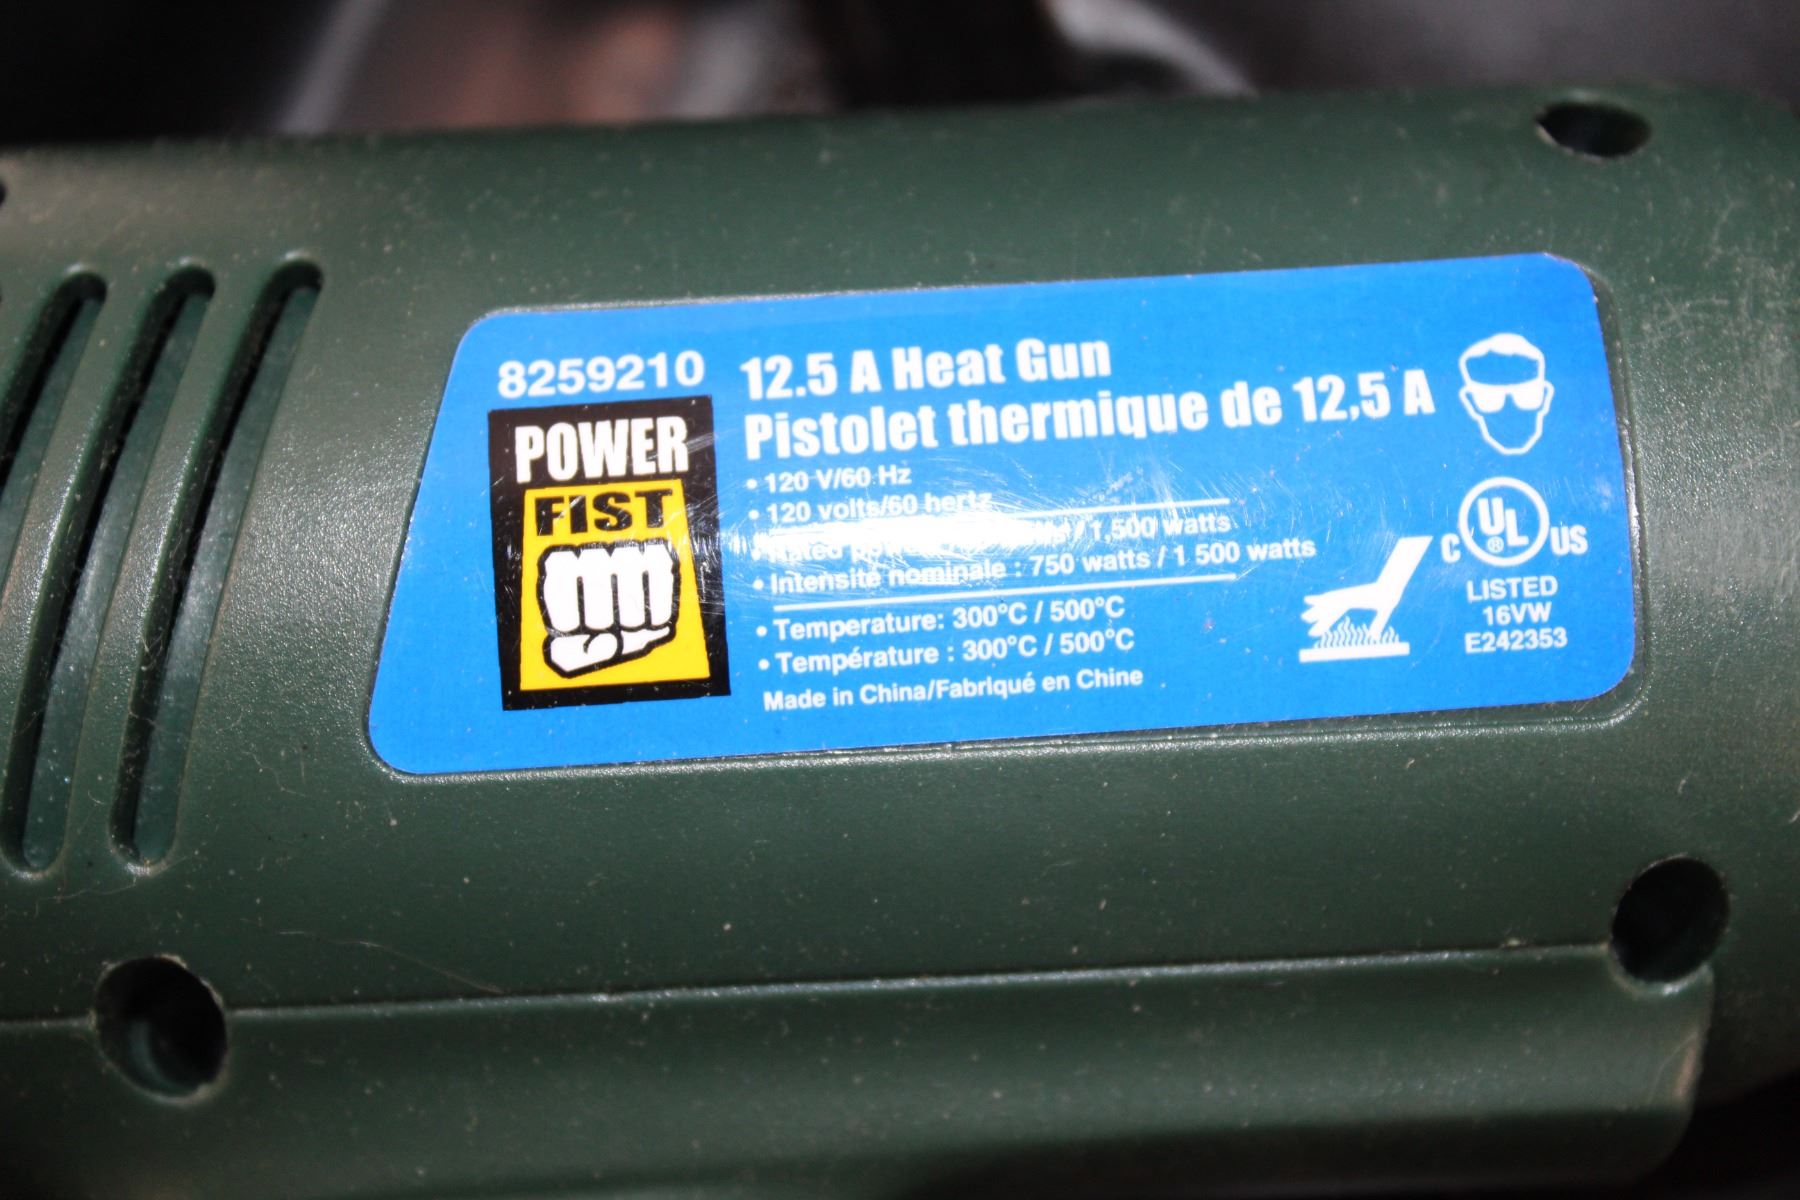 8259210
POWER
FIST
12.5 A Heat Gun
Pistolet thermique de 12,5 A
• 120 V/60 Hz
• 120 volts/60 hertz
• Rated / 1,500 watts
• Intensité nominale : 750 watts / 1 500 watts
• Temperature: 300°C / 500°C
• Température : 300°C / 500°C
Made in China/Fabriqué en Chine
C UL ® US
LISTED
16VW
E242353